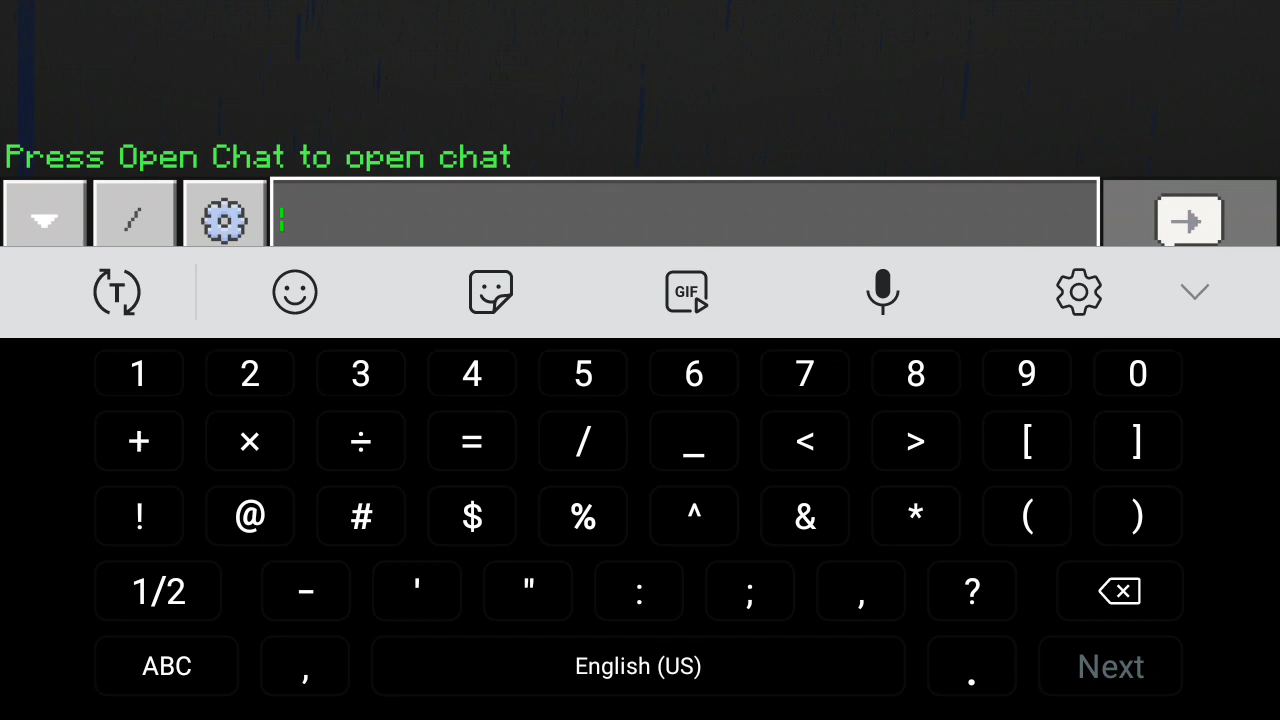 Press Open Chat to open chat
/
T GIF
1 2 3 4 5 6 7 8 9 0
+ × ÷ = / _ < > [ ]
! @ # $ % ^ & * ( )
1/2 - ' " : ; , ?
ABC , English (US) . Next